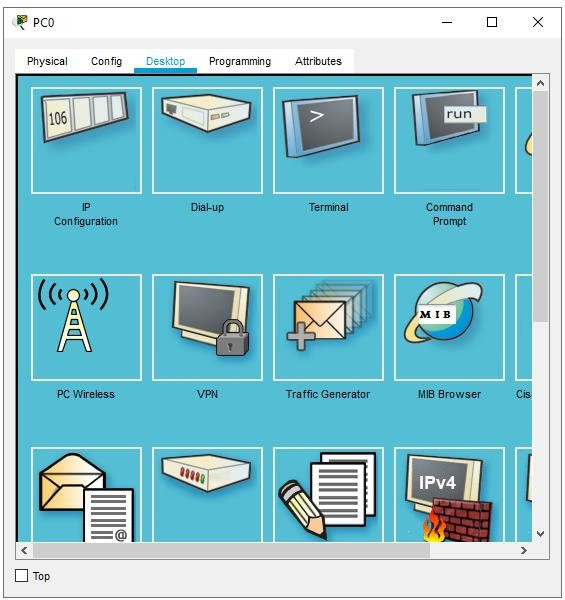 PC0
Physical Config Desktop Programming Attributes
106
>
run
IP
Configuration
Dial-up
Terminal
Command
Prompt
MIB
PC Wireless
VPN
Traffic Generator
MIB Browser
Cis
@
IPv4
Top